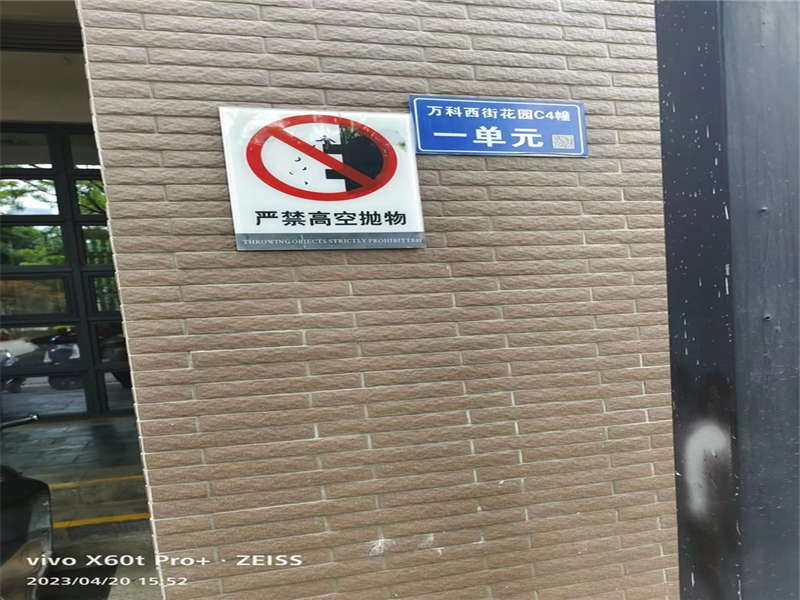 万科西街花园C4幢
一单元
严禁高空抛物
THROWING OBJECTS STRICTLY PROHIBITED
vivo X60t Pro+ · ZEISS
2023/04/20 15:52